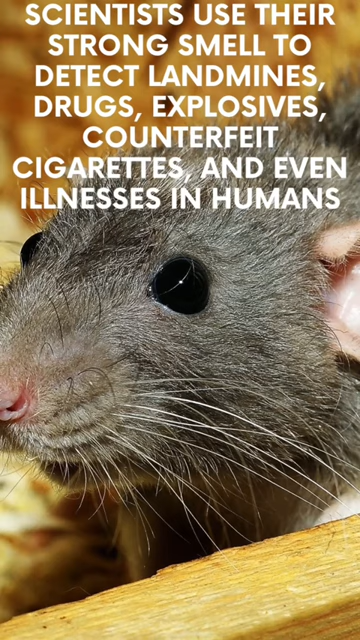 SCIENTISTS USE THEIR
STRONG SMELL TO
DETECT LANDMINES,
DRUGS, EXPLOSIVES,
COUNTERFEIT
CIGARETTES, AND EVEN
ILLNESSES IN HUMANS